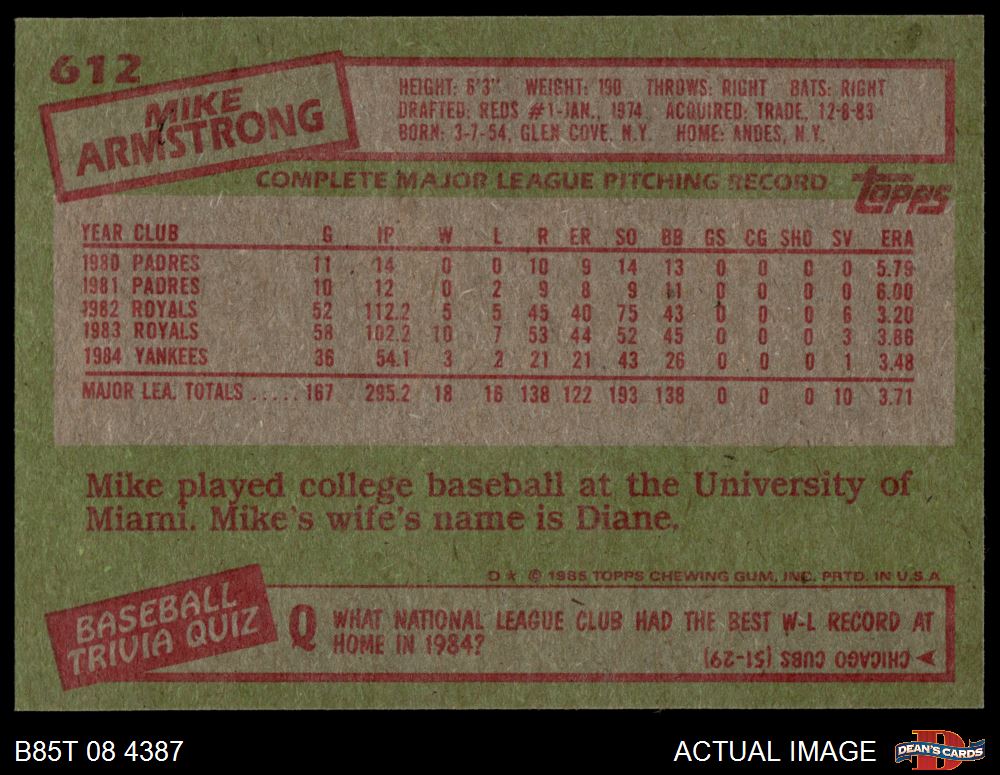 612
MIKE
ARMSTRONG
HEIGHT: 6'3" WEIGHT: 190 THROWS: RIGHT BATS: RIGHT
DRAFTED: REDS #1-JAN., 1974 ACQUIRED: TRADE, 12-8-83
BORN: 3-7-54, GLEN COVE, N.Y. HOME: ANDES, N.Y.
COMPLETE MAJOR LEAGUE PITCHING RECORD
Topps
YEAR CLUB G IP W L R ER SO BB GS CG SHO SV ERA
1980 PADRES 11 14 0 0 10 9 14 13 0 0 0 0 5.79
1981 PADRES 10 12 0 2 9 8 9 11 0 0 0 0 6.00
1982 ROYALS 52 112.2 5 5 45 40 75 43 0 0 0 6 3.20
1983 ROYALS 58 102.2 10 7 53 44 52 45 0 0 0 3 3.86
1984 YANKEES 36 54.1 3 2 21 21 43 26 0 0 0 1 3.48
MAJOR LEA. TOTALS ..... 167 295.2 18 16 138 122 193 138 0 0 0 10 3.71
Mike played college baseball at the University of
Miami. Mike's wife's name is Diane.
D * © 1985 TOPPS CHEWING GUM, INC. PRTD. IN U.S.A.
BASEBALL
TRIVIA QUIZ
Q WHAT NATIONAL LEAGUE CLUB HAD THE BEST W-L RECORD AT
HOME IN 1984?
CHICAGO CUBS (51-29)
B85T 08 4387
ACTUAL IMAGE
D
DEAN'S CARDS